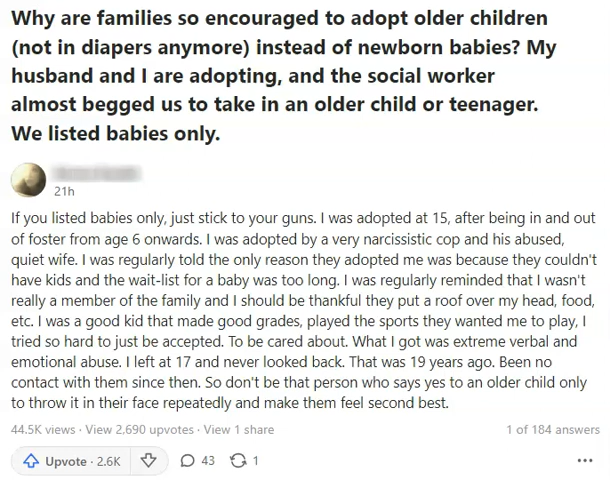 Why are families so encouraged to adopt older children
(not in diapers anymore) instead of newborn babies? My
husband and I are adopting, and the social worker
almost begged us to take in an older child or teenager.
We listed babies only.
21h
If you listed babies only, just stick to your guns. I was adopted at 15, after being in and out
of foster from age 6 onwards. I was adopted by a very narcissistic cop and his abused,
quiet wife. I was regularly told the only reason they adopted me was because they couldn't
have kids and the wait-list for a baby was too long. I was regularly reminded that I wasn't
really a member of the family and I should be thankful they put a roof over my head, food,
etc. I was a good kid that made good grades, played the sports they wanted me to play, I
tried so hard to just be accepted. To be cared about. What I got was extreme verbal and
emotional abuse. I left at 17 and never looked back. That was 19 years ago. Been no
contact with them since then. So don't be that person who says yes to an older child only
to throw it in their face repeatedly and make them feel second best.
44.5K views · View 2,690 upvotes · View 1 share 1 of 184 answers
Upvote · 2.6K 43 1